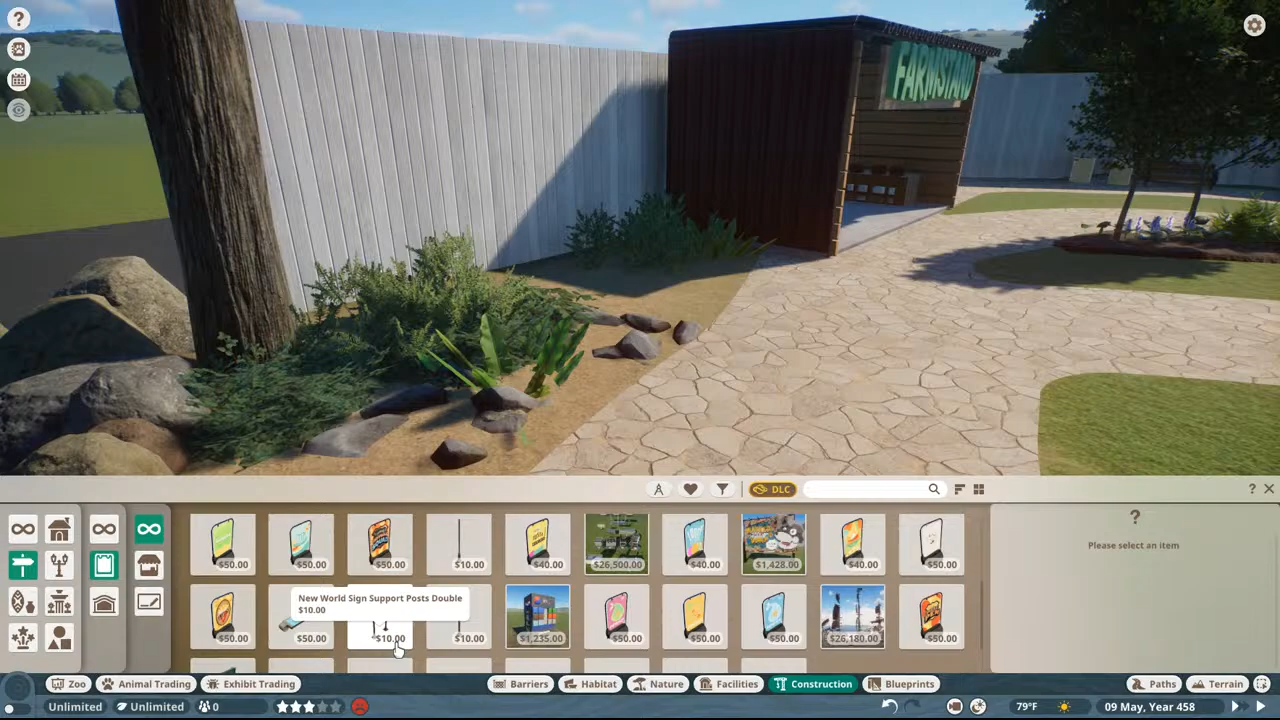 FARMSTAND
DLC
? 
$50.00 $50.00 $50.00 $10.00 $40.00 $26,500.00 $40.00 $1,428.00 $40.00 $50.00
?
Please select an item
New World Sign Support Posts Double
$10.00
$50.00 $50.00 $10.00 $10.00 $1,235.00 $50.00 $50.00 $50.00 $26,180.00 $50.00
Zoo Animal Trading Exhibit Trading Barriers Habitat Nature Facilities Construction Blueprints Paths Terrain
Unlimited Unlimited 0 79°F 09 May, Year 458